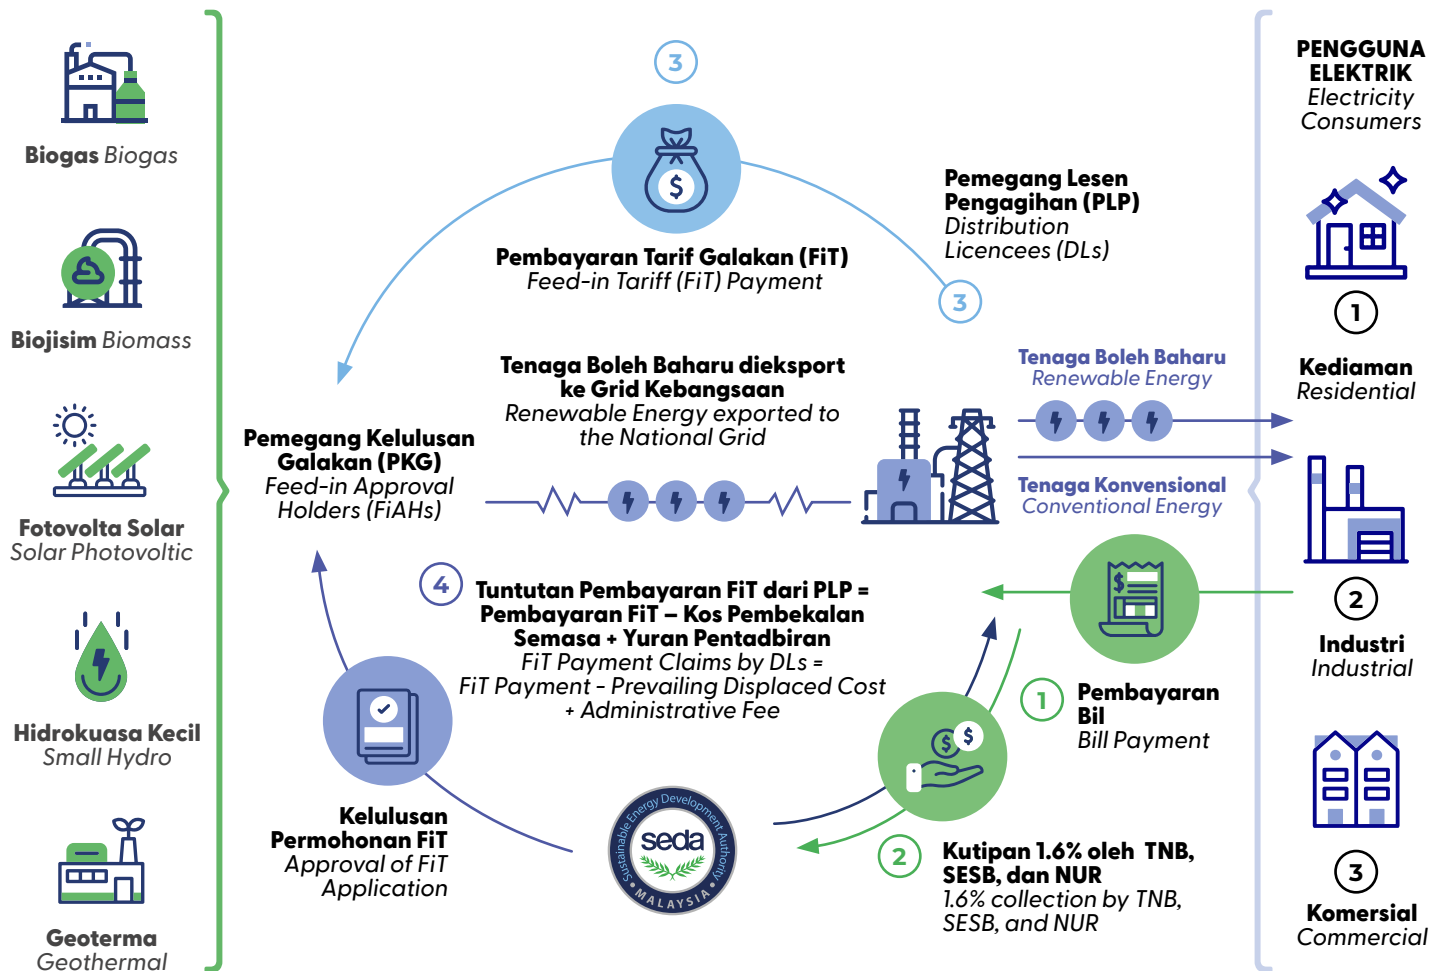 Biogas Biogas
Biojisim Biomass
Fotovolta Solar
Solar Photovoltic
Hidrokuasa Kecil
Small Hydro
Geoterma
Geothermal
3
$
Pembayaran Tarif Galakan (FiT)
Feed-in Tariff (FiT) Payment
Pemegang Lesen
Pengagihan (PLP)
Distribution
Licencees (DLs)
3
Tenaga Boleh Baharu dieksport
ke Grid Kebangsaan
Renewable Energy exported to
the National Grid
Pemegang Kelulusan
Galakan (PKG)
Feed-in Approval
Holders (FiAHs)
Tenaga Boleh Baharu
Renewable Energy
Tenaga Konvensional
Conventional Energy
4
Tuntutan Pembayaran FiT dari PLP =
Pembayaran FiT – Kos Pembekalan
Semasa + Yuran Pentadbiran
FiT Payment Claims by DLs =
FiT Payment - Prevailing Displaced Cost
+ Administrative Fee
$
1
Pembayaran
Bil
Bill Payment
$
$
2
Kutipan 1.6% oleh TNB,
SESB, dan NUR
1.6% collection by TNB,
SESB, and NUR
Kelulusan
Permohonan FiT
Approval of FiT
Application
Sustainable Energy Development Authority
seda
MALAYSIA
PENGGUNA
ELEKTRIK
Electricity
Consumers
1
Kediaman
Residential
2
Industri
Industrial
3
Komersial
Commercial